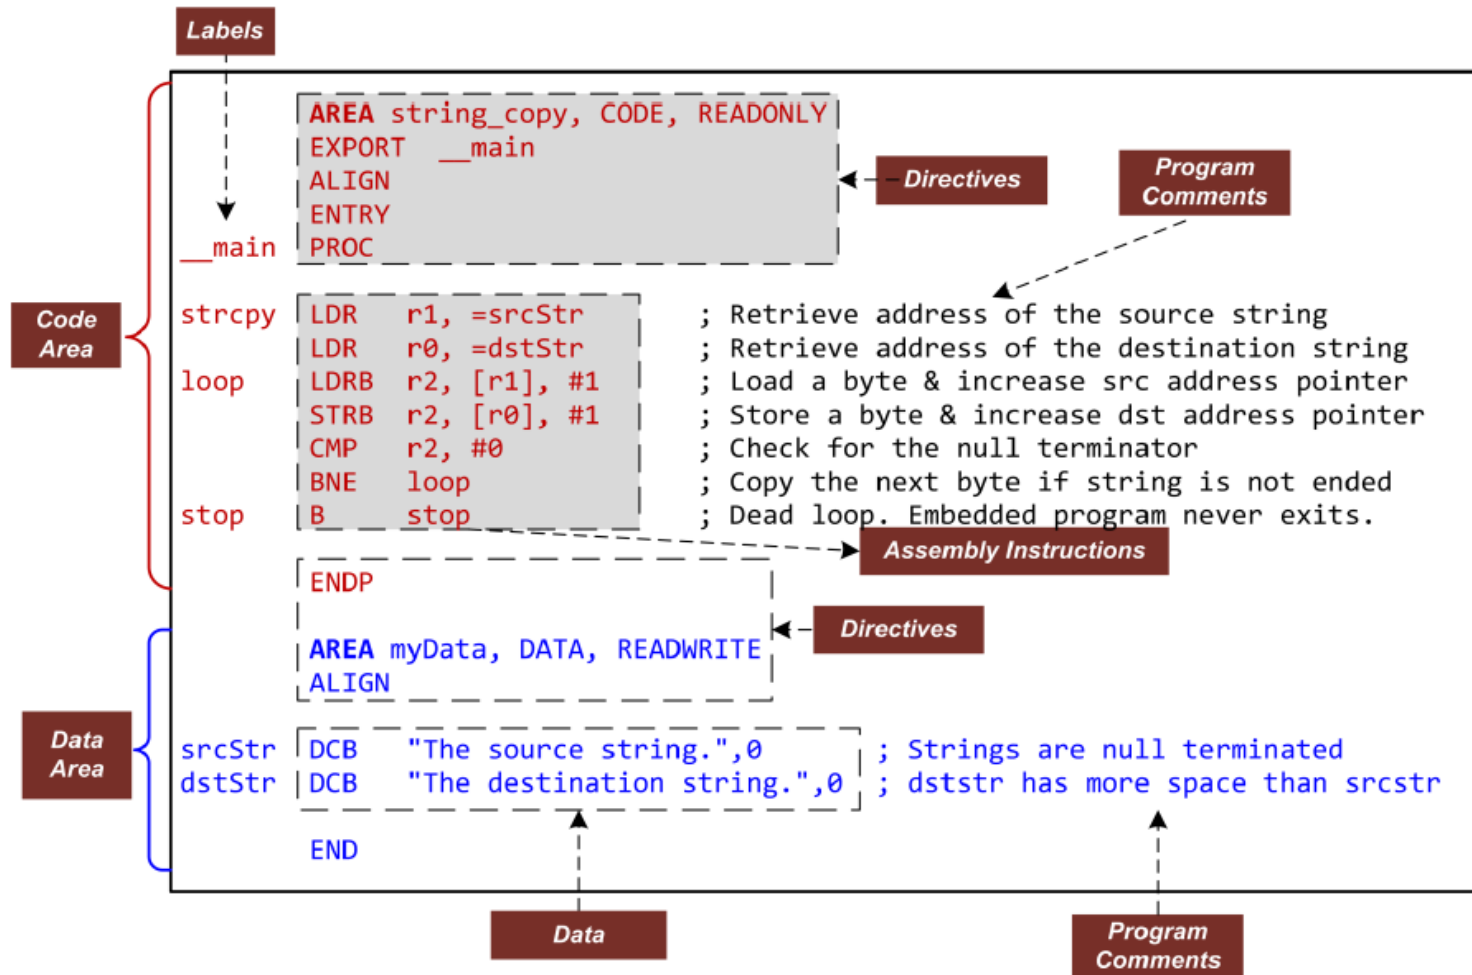 Labels
AREA string_copy, CODE, READONLY
EXPORT __main
ALIGN
Directives
Program
Comments
ENTRY
__main PROC
Code
Area
strcpy LDR r1, =srcStr ; Retrieve address of the source string
LDR r0, =dstStr ; Retrieve address of the destination string
loop LDRB r2, [r1], #1 ; Load a byte & increase src address pointer
STRB r2, [r0], #1 ; Store a byte & increase dst address pointer
CMP r2, #0 ; Check for the null terminator
BNE loop ; Copy the next byte if string is not ended
stop B stop ; Dead loop. Embedded program never exits.
Assembly Instructions
ENDP
Directives
AREA myData, DATA, READWRITE
ALIGN
Data
Area
srcStr DCB "The source string.",0 ; Strings are null terminated
dstStr DCB "The destination string.",0 ; dststr has more space than srcstr
END
Data
Program
Comments